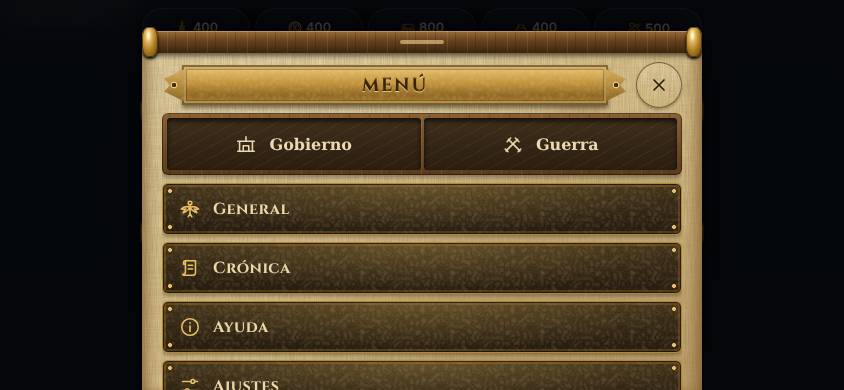 400 400 800 400 500
MENÚ
Gobierno Guerra
GENERAL
CRÓNICA
AYUDA
AJUSTES